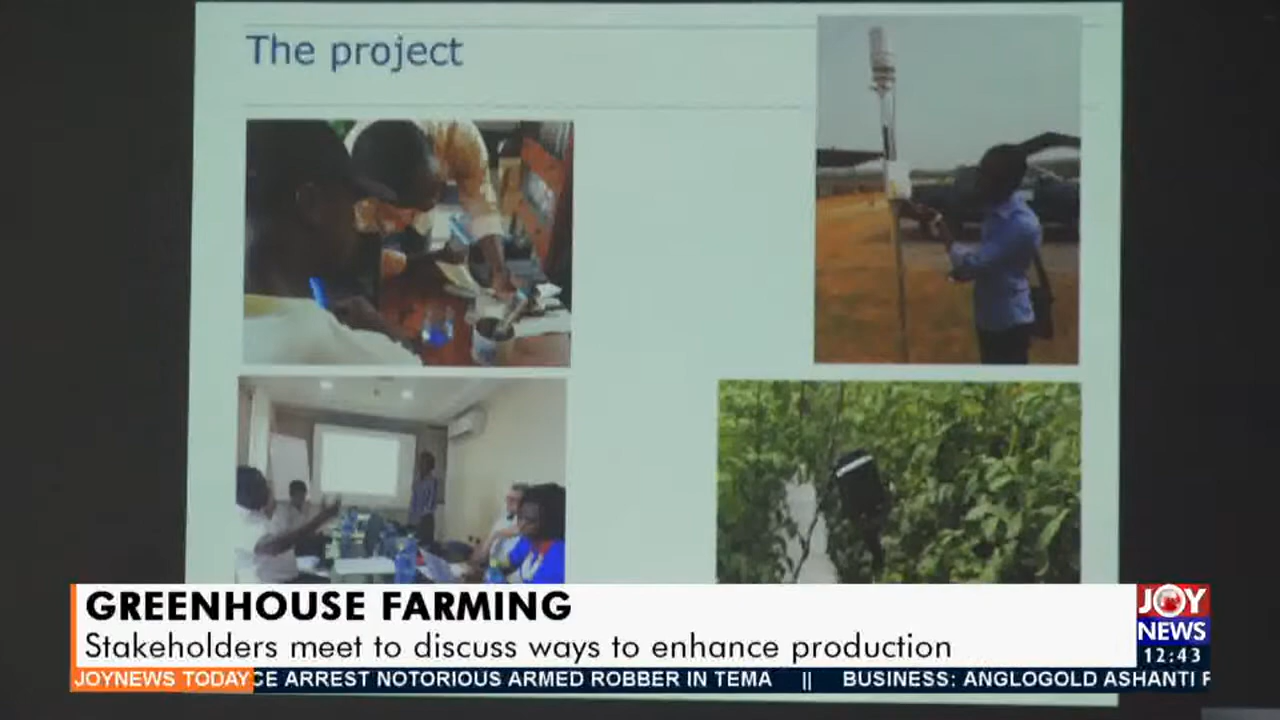 The project
GREENHOUSE FARMING
Stakeholders meet to discuss ways to enhance production
JOY
NEWS
12:43
JOYNEWS TODAY
CE ARREST NOTORIOUS ARMED ROBBER IN TEMA || BUSINESS: ANGLOGOLD ASHANTI